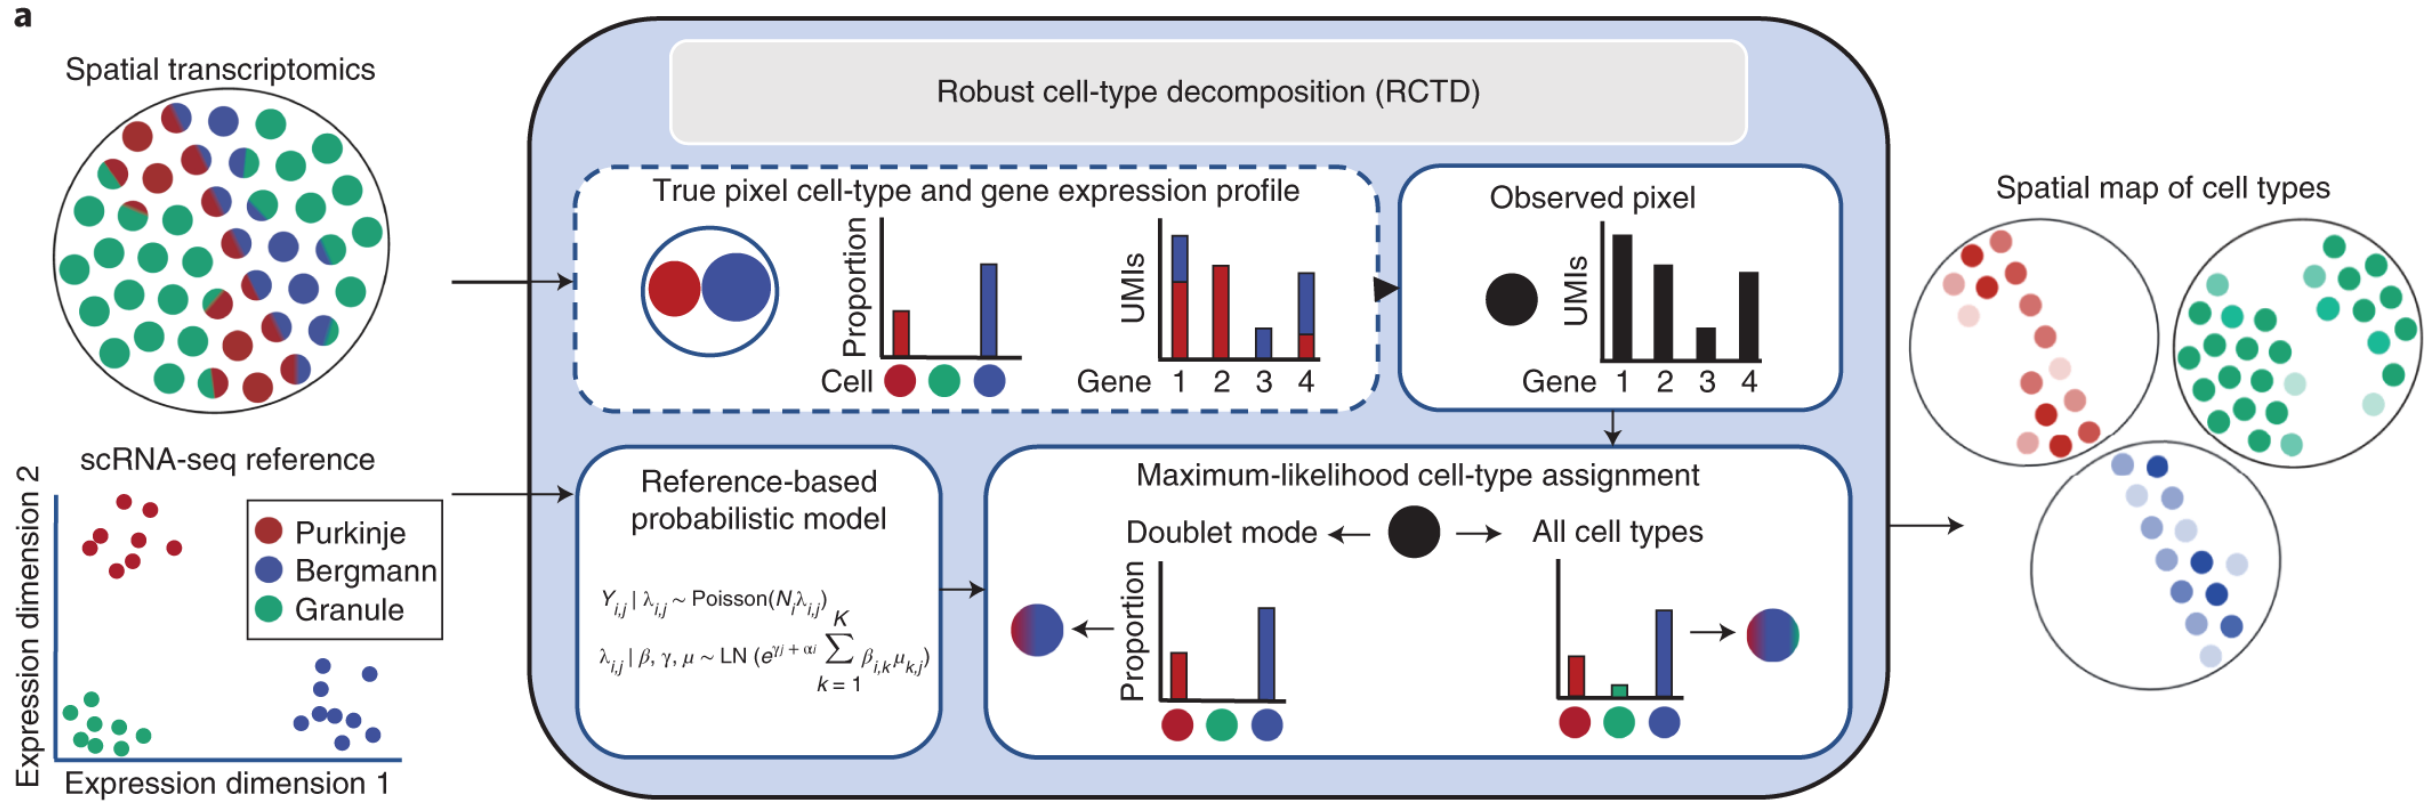 a
Spatial transcriptomics
Robust cell-type decomposition (RCTD)
True pixel cell-type and gene expression profile
Proportion
Cell
UMIs
Gene 1 2 3 4
Observed pixel
UMIs
Gene 1 2 3 4
Spatial map of cell types
scRNA-seq reference
Expression dimension 2
Purkinje
Bergmann
Granule
Expression dimension 1
Reference-based
probabilistic model
Y_{i,j} | λ_{i,j} ~ Poisson(N_iλ_{i,j})
λ_{i,j} | β, γ, μ ~ LN (e^{γ_j + α_i} ∑_{k = 1}^{K} β_{i,k}μ_{k,j})
Maximum-likelihood cell-type assignment
Doublet mode
All cell types
Proportion